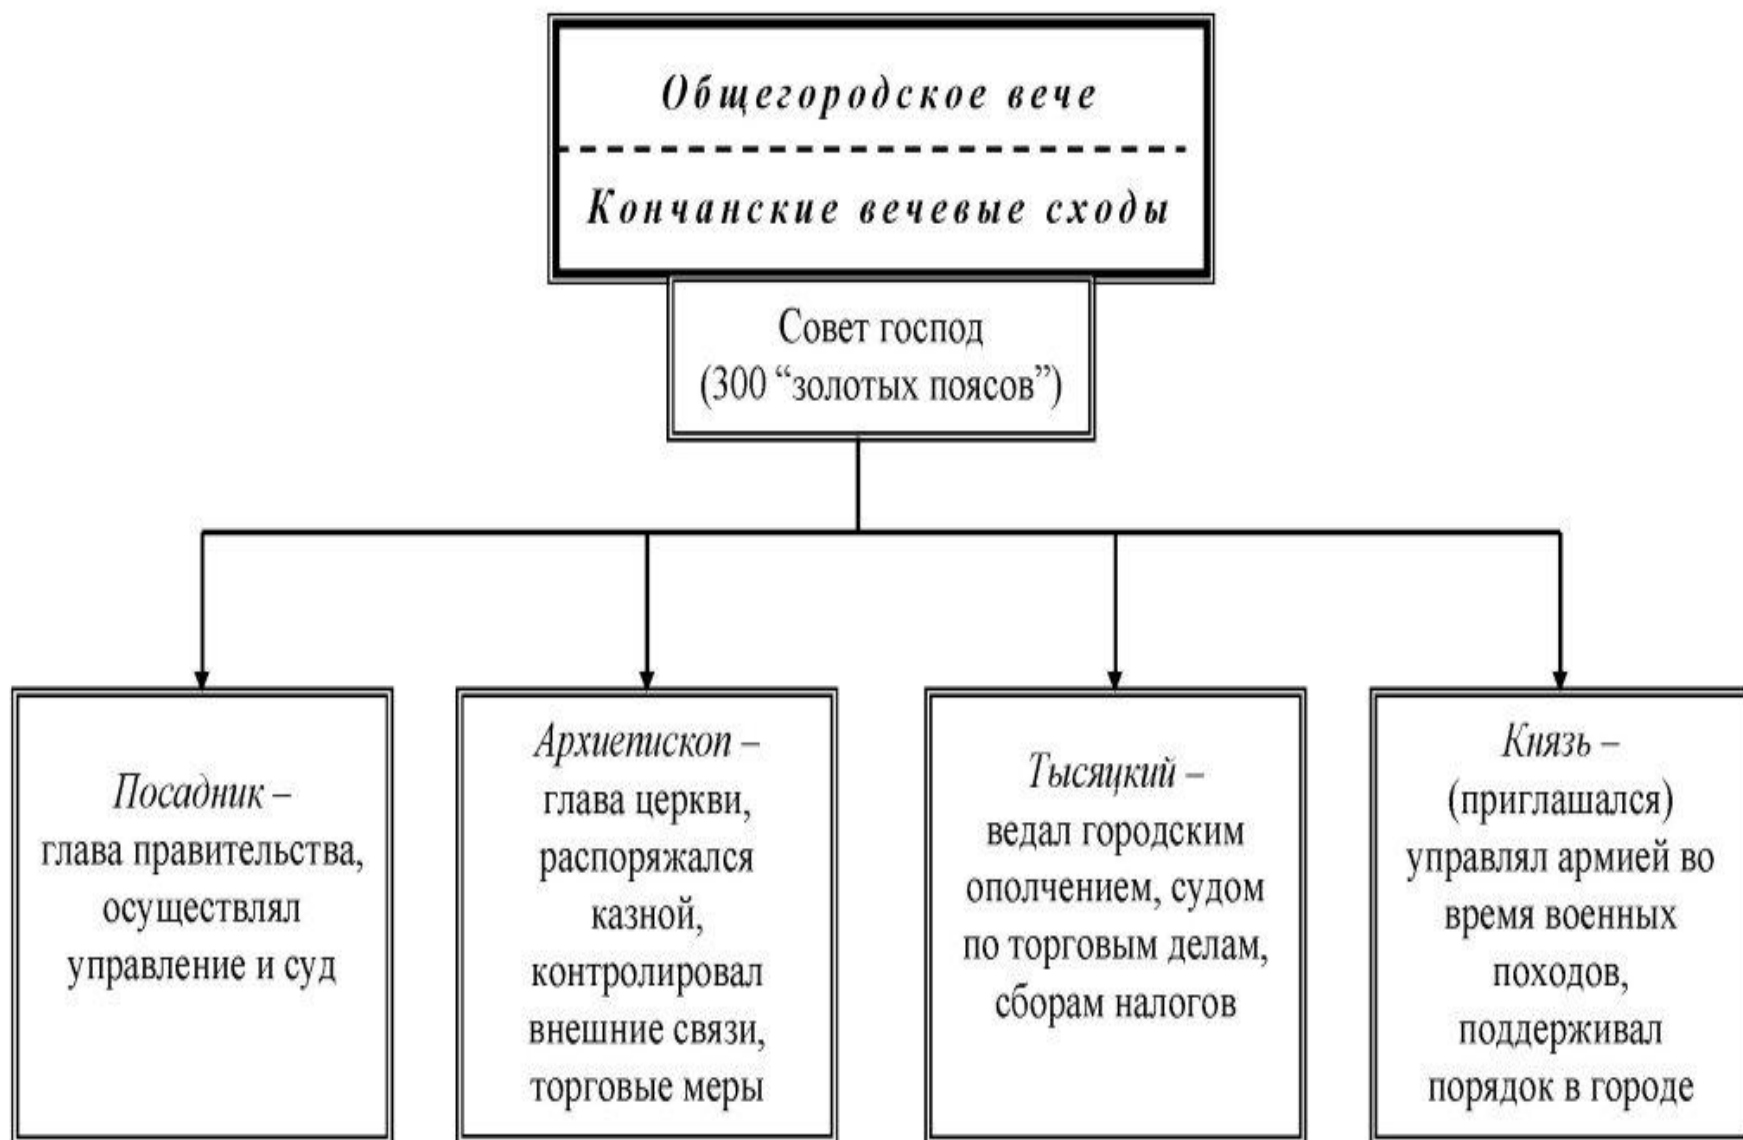 Общегородское вече
Кончанские вечевые сходы
Совет господ
(300 “золотых поясов”)
Посадник –
глава правительства,
осуществлял
управление и суд
Архиепископ –
глава церкви,
распоряжался
казной,
контролировал
внешние связи,
торговые меры
Тысяцкий –
ведал городским
ополчением, судом
по торговым делам,
сборам налогов
Князь –
(приглашался)
управлял армией во
время военных
походов,
поддерживал
порядок в городе